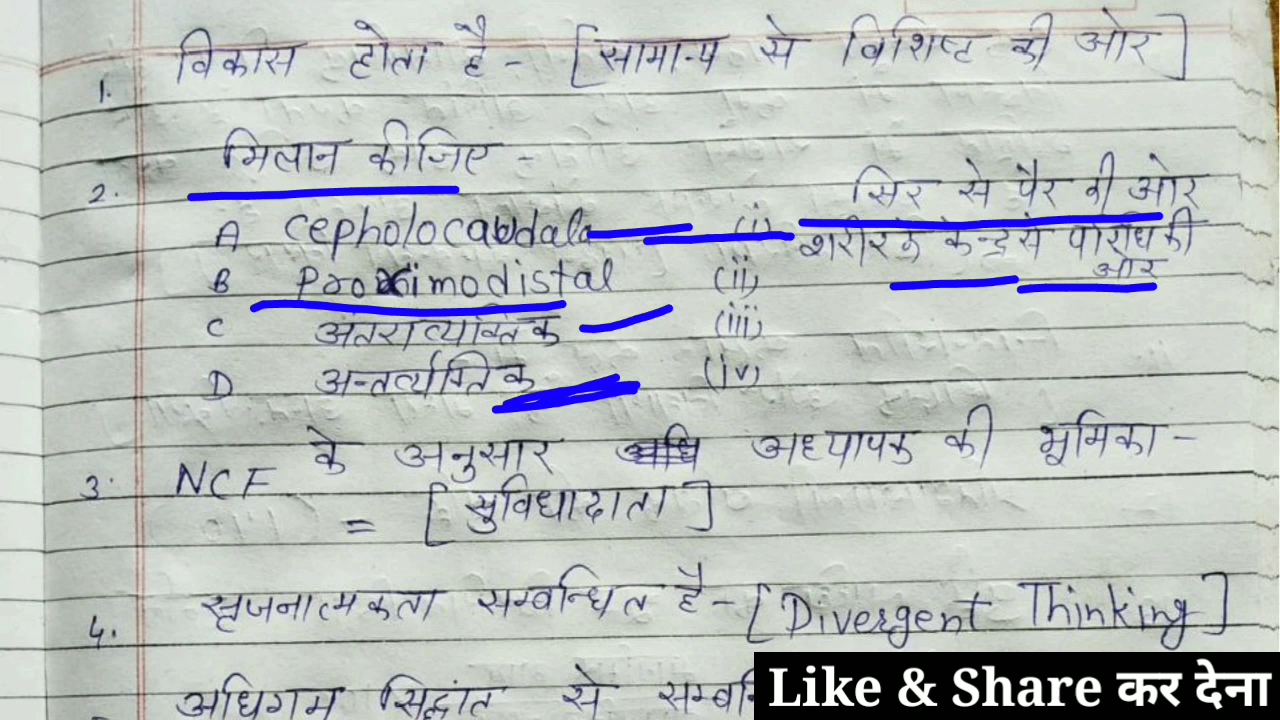 1. विकास होता है - [सामान्य से विशिष्ट की ओर]
2. मिलान कीजिए -
सिर से पैर की ओर
A Cephalocaudala (i) शरीर के केन्द्र से परिधि की ओर
B Proximodistal (ii)
C अंतराव्यक्तिक (iii)
D अन्तर्व्यक्तिक (iv)
3. NCF के अनुसार अध्यापक की भूमिका -
= [सुविधादाता]
4. सृजनात्मकता सम्बन्धित है - [Divergent Thinking]
अधिगम सिद्धांत से
Like & Share कर देना